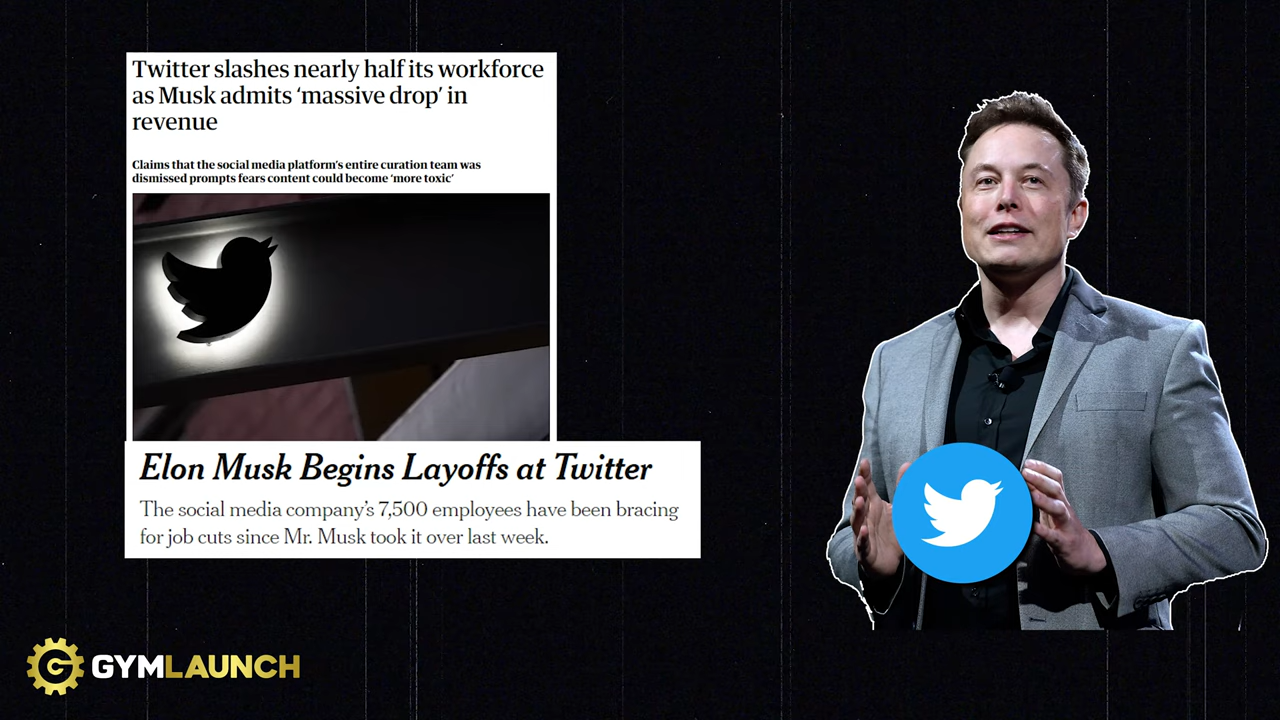 Twitter slashes nearly half its workforce
as Musk admits ‘massive drop’ in
revenue
Claims that the social media platform’s entire curation team was
dismissed prompts fears content could become ‘more toxic’
Elon Musk Begins Layoffs at Twitter
The social media company’s 7,500 employees have been bracing
for job cuts since Mr. Musk took it over last week.
GYMLAUNCH